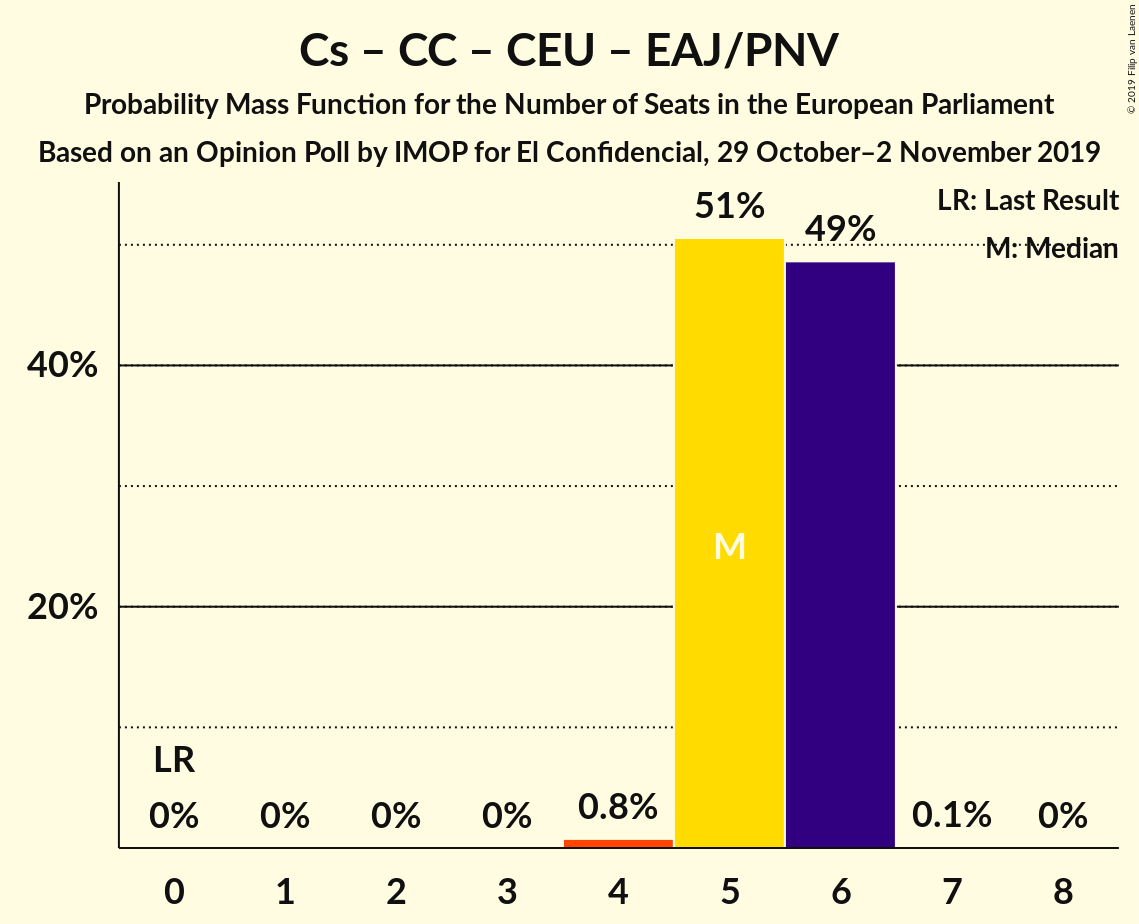 Cs – CC – CEU – EAJ/PNV
Probability Mass Function for the Number of Seats in the European Parliament
Based on an Opinion Poll by IMOP for El Confidencial, 29 October–2 November 2019
© 2019 Filip van Laenen
LR: Last Result
M: Median
51%
49%
40%
M
20%
LR
0%
0%
0%
0%
0.8%
0.1%
0%
0 1 2 3 4 5 6 7 8